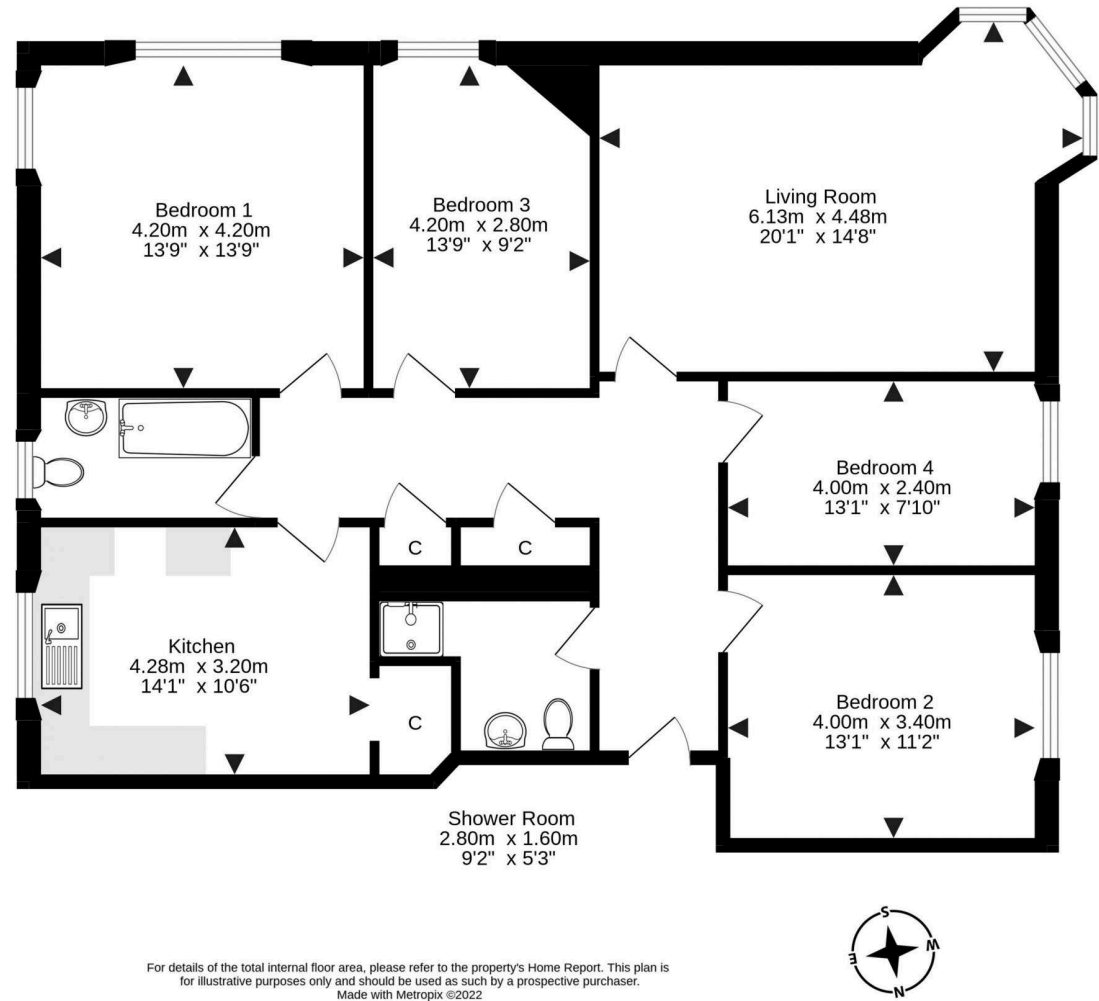 Bedroom 1
4.20m x 4.20m
13'9" x 13'9"
Bedroom 3
4.20m x 2.80m
13'9" x 9'2"
Living Room
6.13m x 4.48m
20'1" x 14'8"
Bedroom 4
4.00m x 2.40m
13'1" x 7'10"
C
C
Kitchen
4.28m x 3.20m
14'1" x 10'6"
C
Bedroom 2
4.00m x 3.40m
13'1" x 11'2"
Shower Room
2.80m x 1.60m
9'2" x 5'3"
S
W
E
N
For details of the total internal floor area, please refer to the property's Home Report. This plan is
for illustrative purposes only and should be used as such by a prospective purchaser.
Made with Metropix ©2022